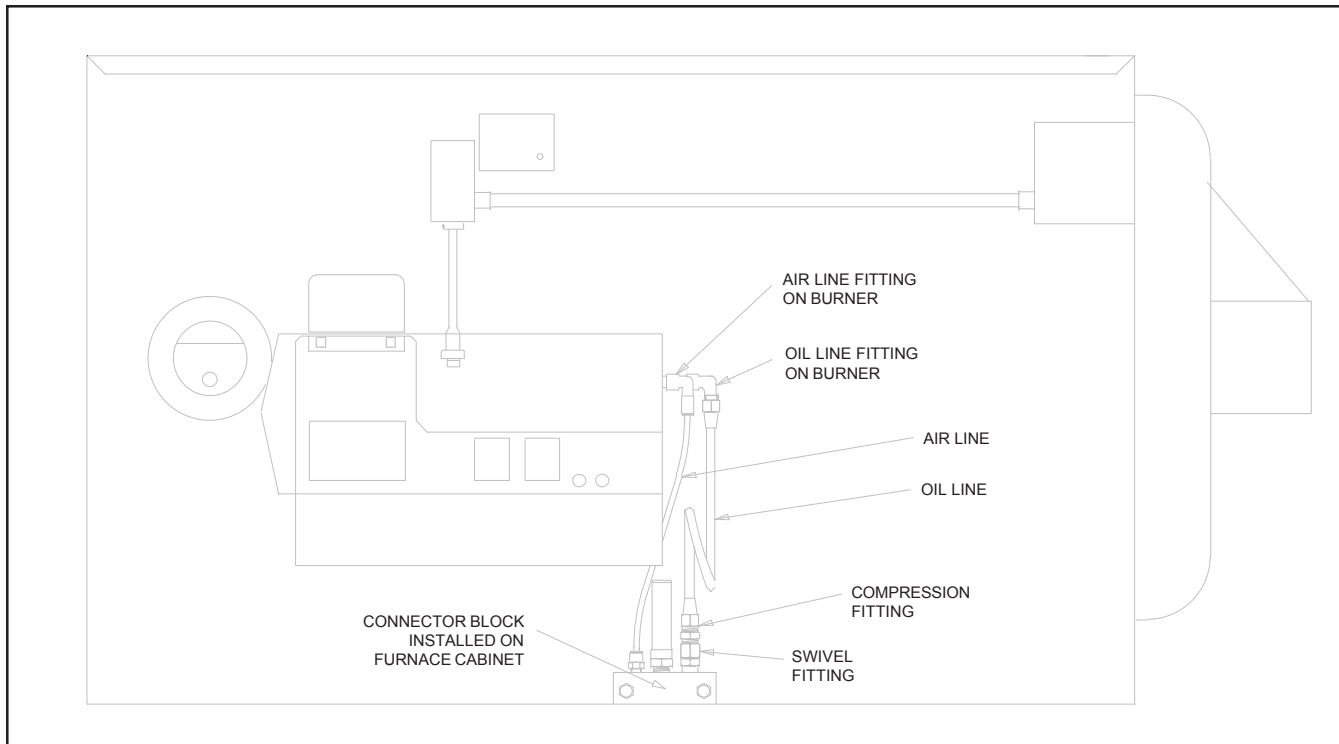 AIR LINE FITTING
ON BURNER
OIL LINE FITTING
ON BURNER
AIR LINE
OIL LINE
COMPRESSION
FITTING
CONNECTOR BLOCK
INSTALLED ON
FURNACE CABINET
SWIVEL
FITTING